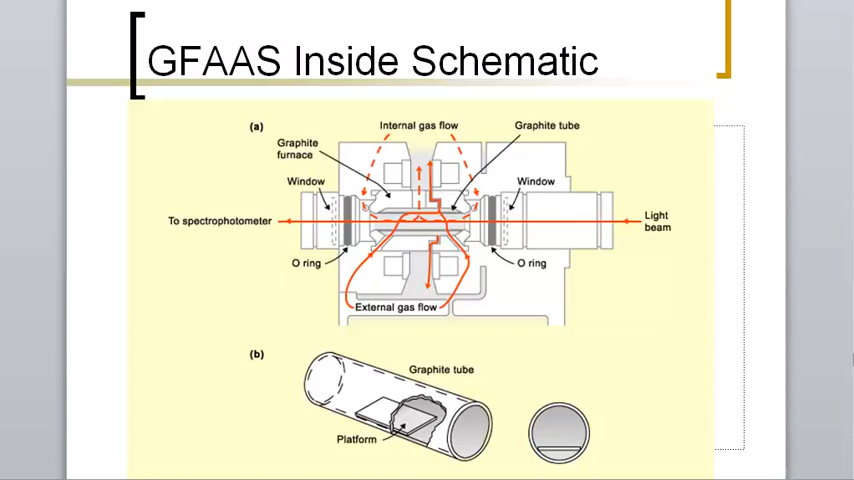 GFAAS Inside Schematic
(a)
Internal gas flow
Graphite tube
Graphite
furnace
Window
Window
To spectrophotometer
Light
beam
O ring
O ring
External gas flow
(b)
Graphite tube
Platform